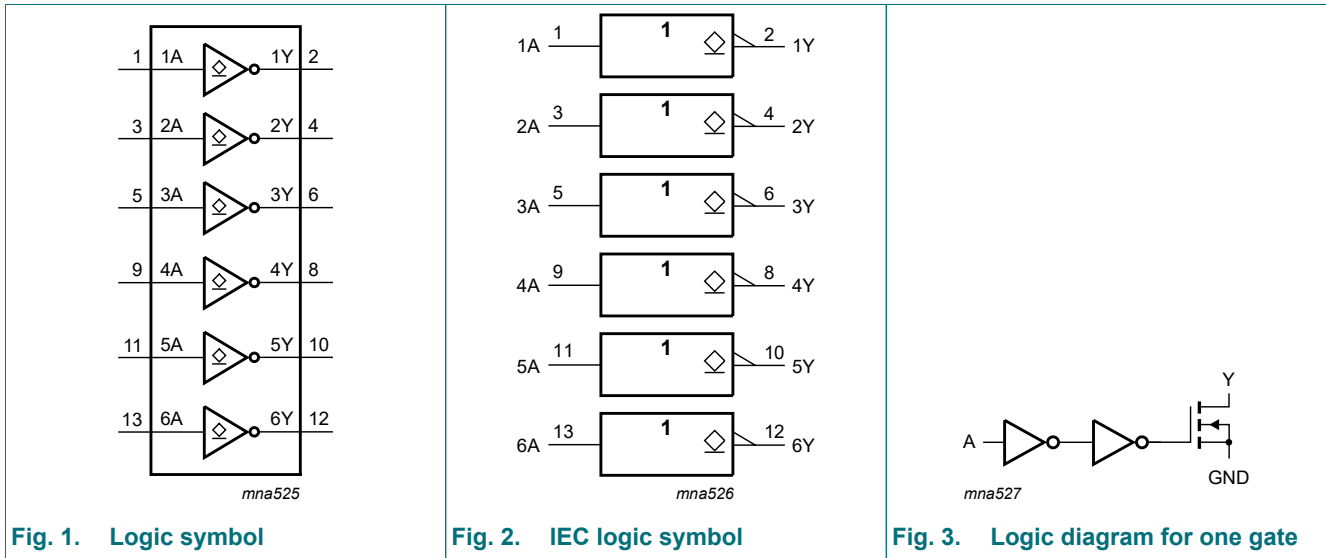 1 1A 1Y 2
3 2A 2Y 4
5 3A 3Y 6
9 4A 4Y 8
11 5A 5Y 10
13 6A 6Y 12
mna525
Fig. 1. Logic symbol
1A 1 1 2 1Y
2A 3 1 4 2Y
3A 5 1 6 3Y
4A 9 1 8 4Y
5A 11 1 10 5Y
6A 13 1 12 6Y
mna526
Fig. 2. IEC logic symbol
Y
A
GND
mna527
Fig. 3. Logic diagram for one gate